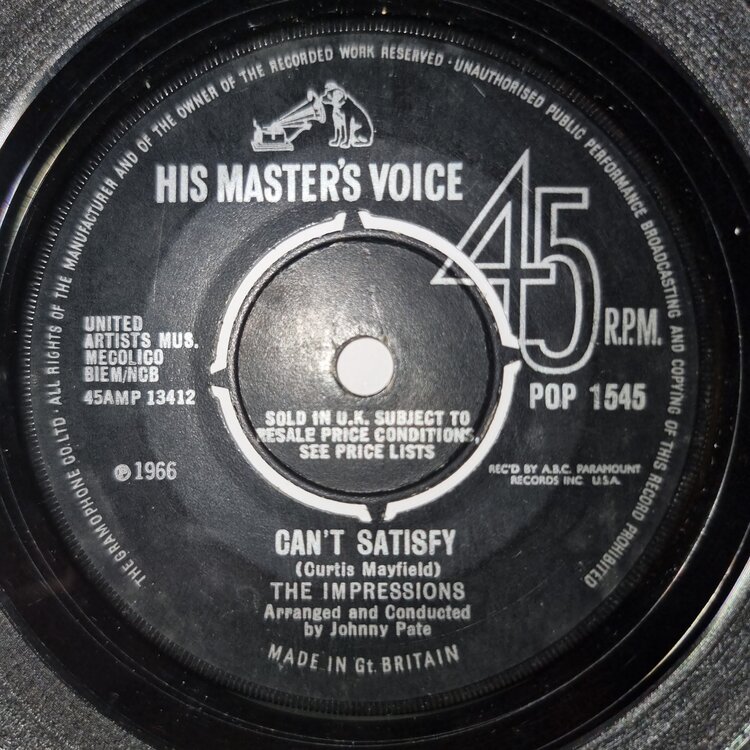 THE GRAMOPHONE CO. LTD · ALL RIGHTS OF THE MANUFACTURER AND OF THE OWNER OF THE RECORDED WORK RESERVED · UNAUTHORISED PUBLIC PERFORMANCE BROADCASTING AND COPYING OF THIS RECORD PROHIBITED
HIS MASTER'S VOICE
45
R.P.M.
UNITED
ARTISTS MUS.
MECOLICO
BIEM/NCB
45AMP 13412
POP 1545
SOLD IN U.K. SUBJECT TO
RESALE PRICE CONDITIONS,
SEE PRICE LISTS
℗ 1966
REC'D BY A.B.C. PARAMOUNT
RECORDS INC. U.S.A.
CAN'T SATISFY
(Curtis Mayfield)
THE IMPRESSIONS
Arranged and Conducted
by Johnny Pate
MADE IN Gt. BRITAIN